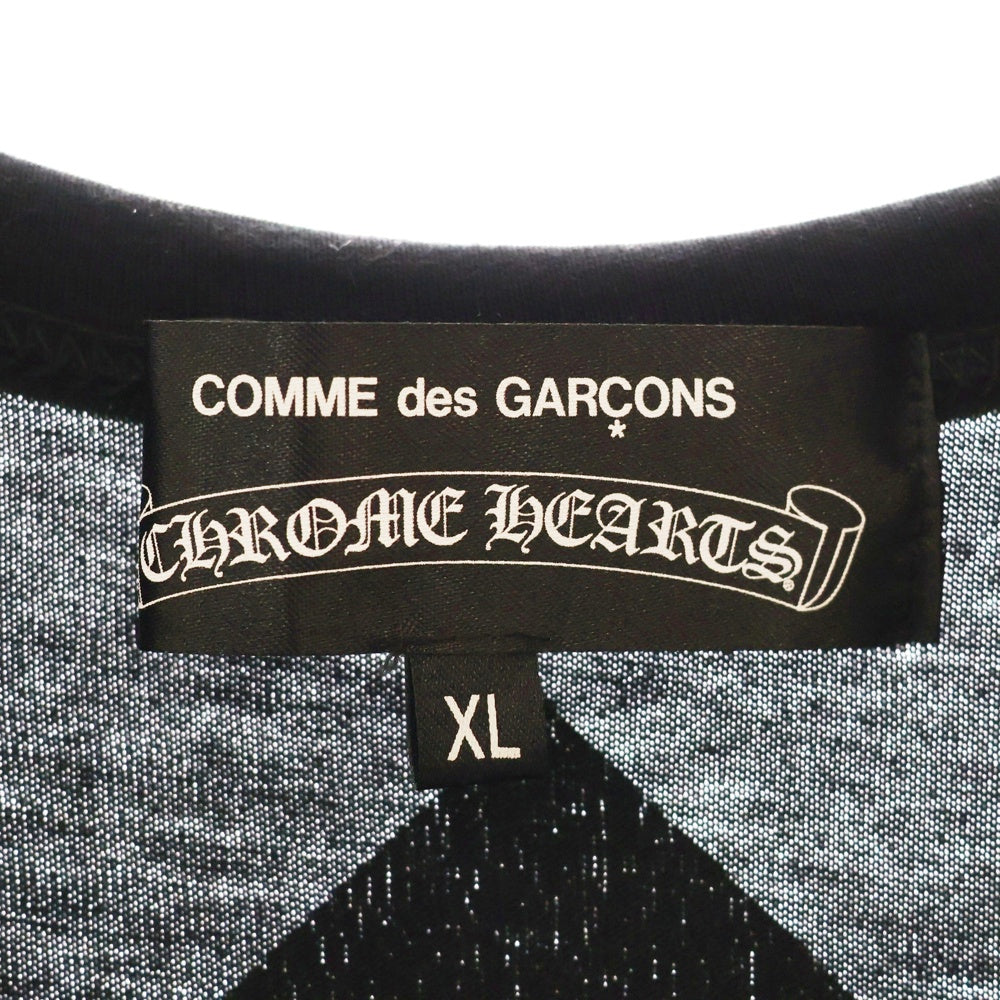 COMME des GARÇONS
*
CHROME HEARTS®
XL